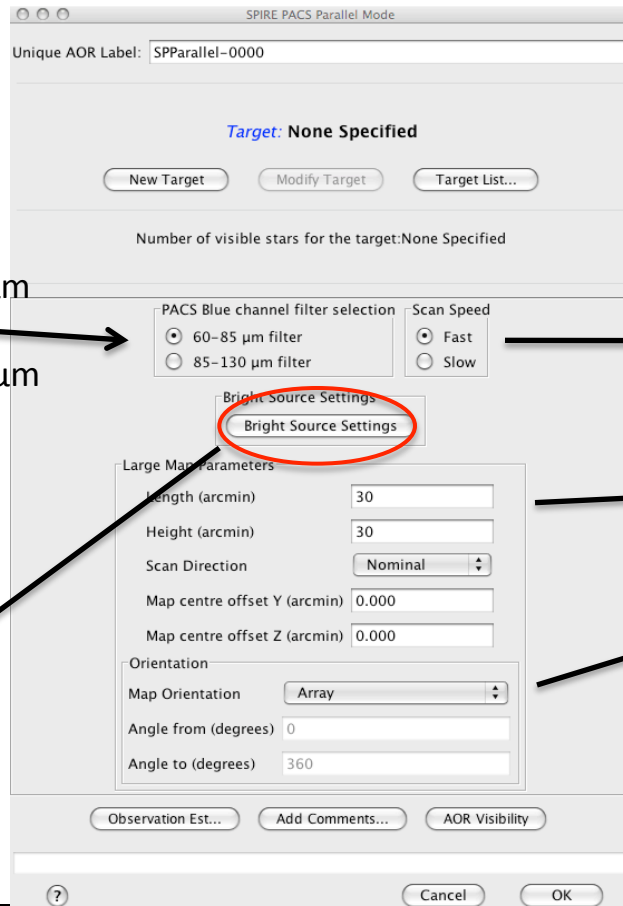 SPIRE PACS Parallel Mode
Unique AOR Label: SPParallel-0000
Target: None Specified
New Target Modify Target Target List...
Number of visible stars for the target:None Specified
μm
PACS Blue channel filter selection Scan Speed
60-85 μm filter Fast
μm
85-130 μm filter Slow
Bright Source Settings
Bright Source Settings
Large Map Parameters
Length (arcmin) 30
Height (arcmin) 30
Scan Direction Nominal
Map centre offset Y (arcmin) 0.000
Map centre offset Z (arcmin) 0.000
Orientation
Map Orientation Array
Angle from (degrees) 0
Angle to (degrees) 360
Observation Est... Add Comments... AOR Visibility
? Cancel OK